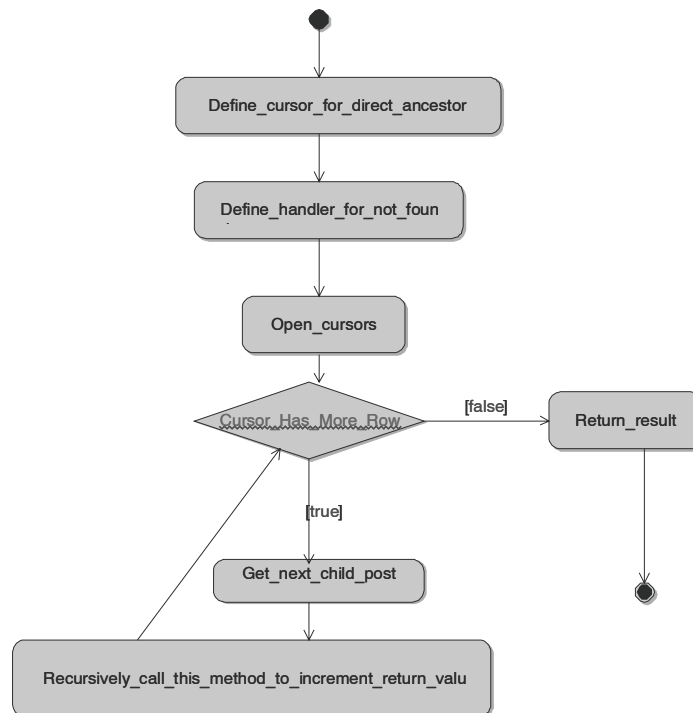 Define_cursor_for_direct_ancestor
Define_handler_for_not_foun
Open_cursors
Cursor_Has_More_Row
[false]
Return_result
[true]
Get_next_child_post
Recursively_call_this_method_to_increment_return_valu